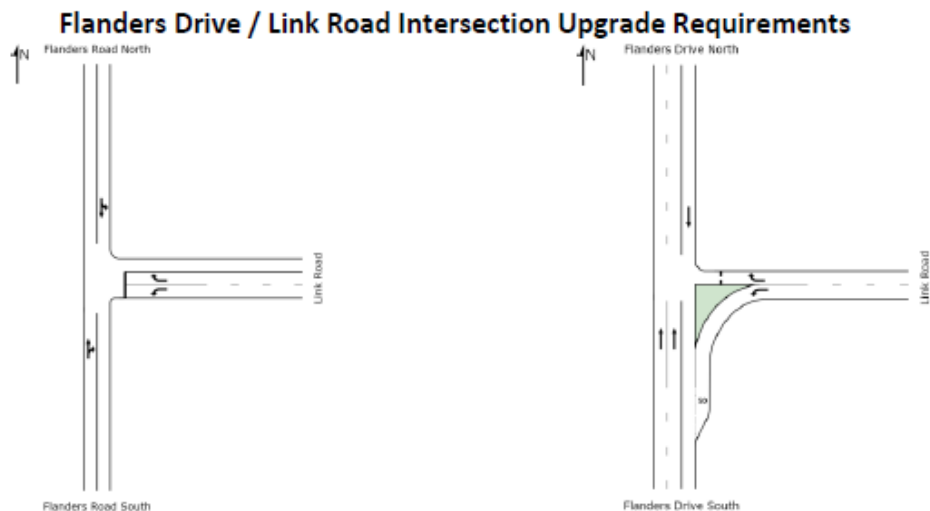 Flanders Drive / Link Road Intersection Upgrade Requirements
Flanders Road North
N
Link Road
Flanders Road South
Flanders Drive North
N
Link Road
50
Flanders Drive South